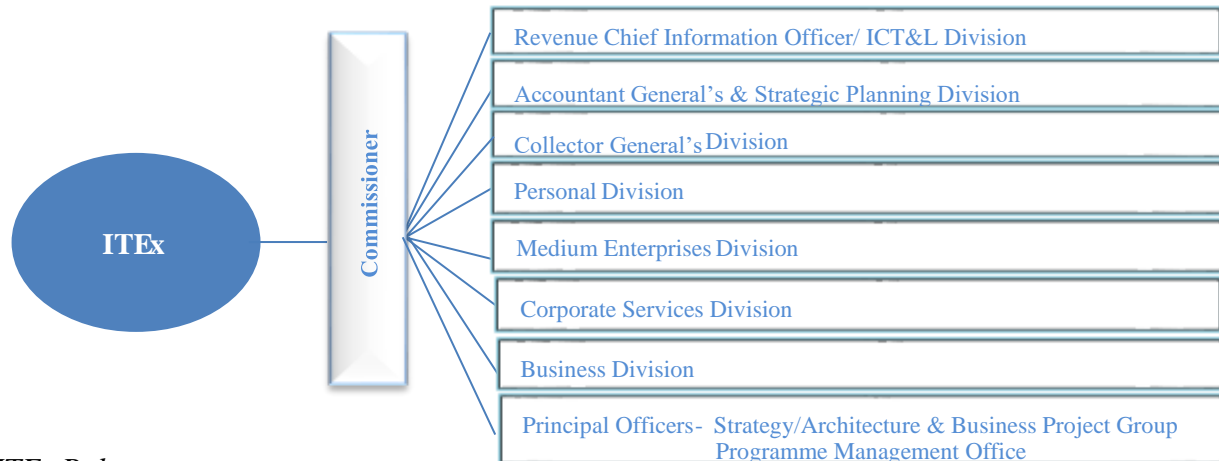 Revenue Chief Information Officer/ ICT&L Division
Accountant General’s & Strategic Planning Division
Collector General’s Division
Personal Division
Medium Enterprises Division
Corporate Services Division
Business Division
Principal Officers- Strategy/Architecture & Business Project Group
Programme Management Office
Commissioner
ITEx